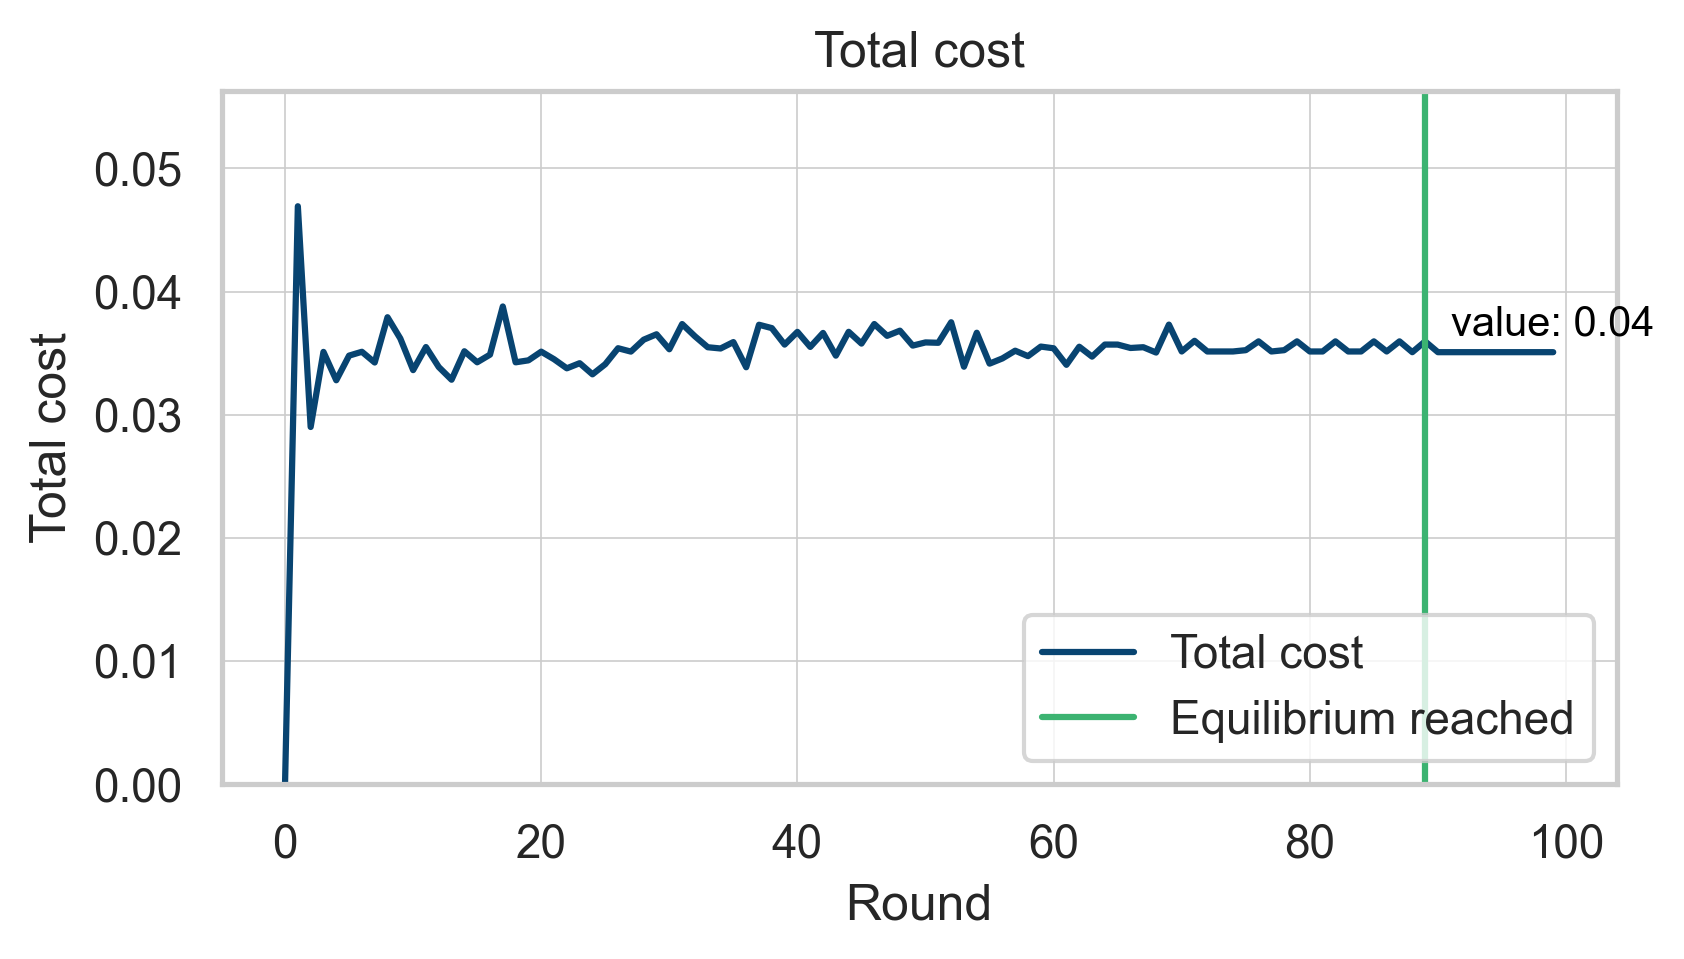 Total cost
Total cost
0.05
0.04
0.03
0.02
0.01
0.00
value: 0.04
Total cost
Equilibrium reached
0 20 40 60 80 100
Round